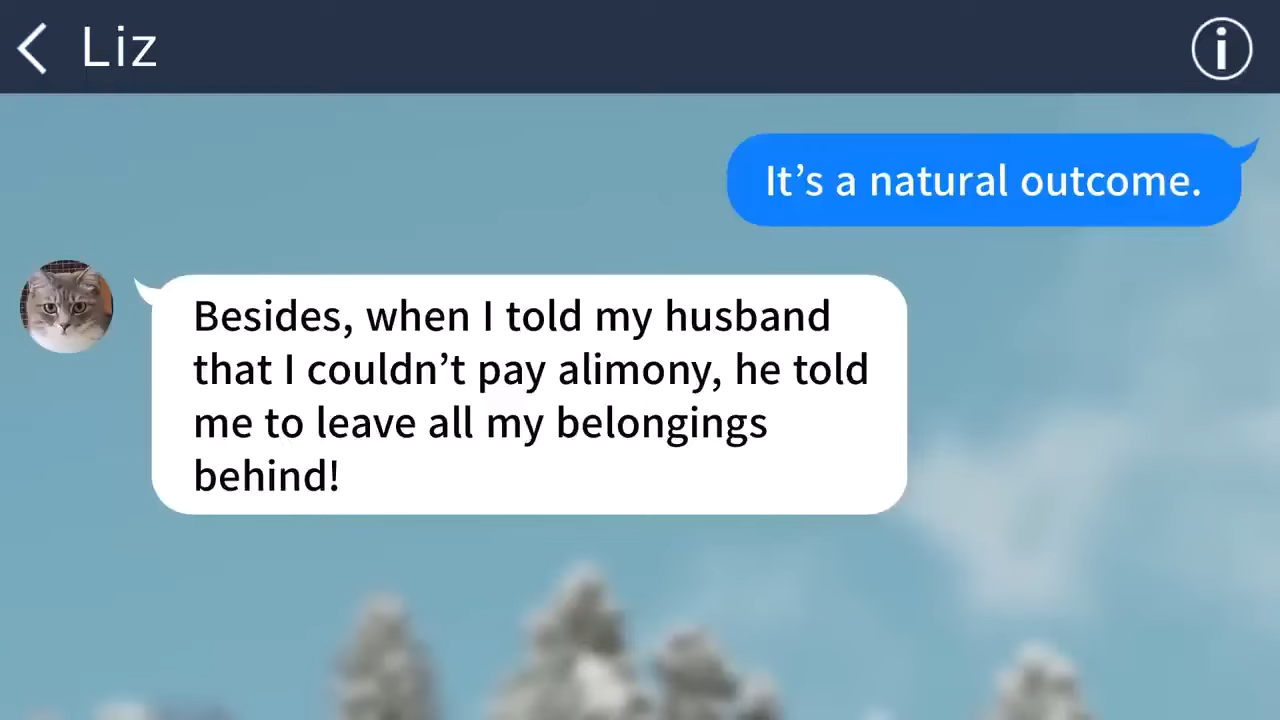 Liz
It’s a natural outcome.
Besides, when I told my husband
that I couldn’t pay alimony, he told
me to leave all my belongings
behind!